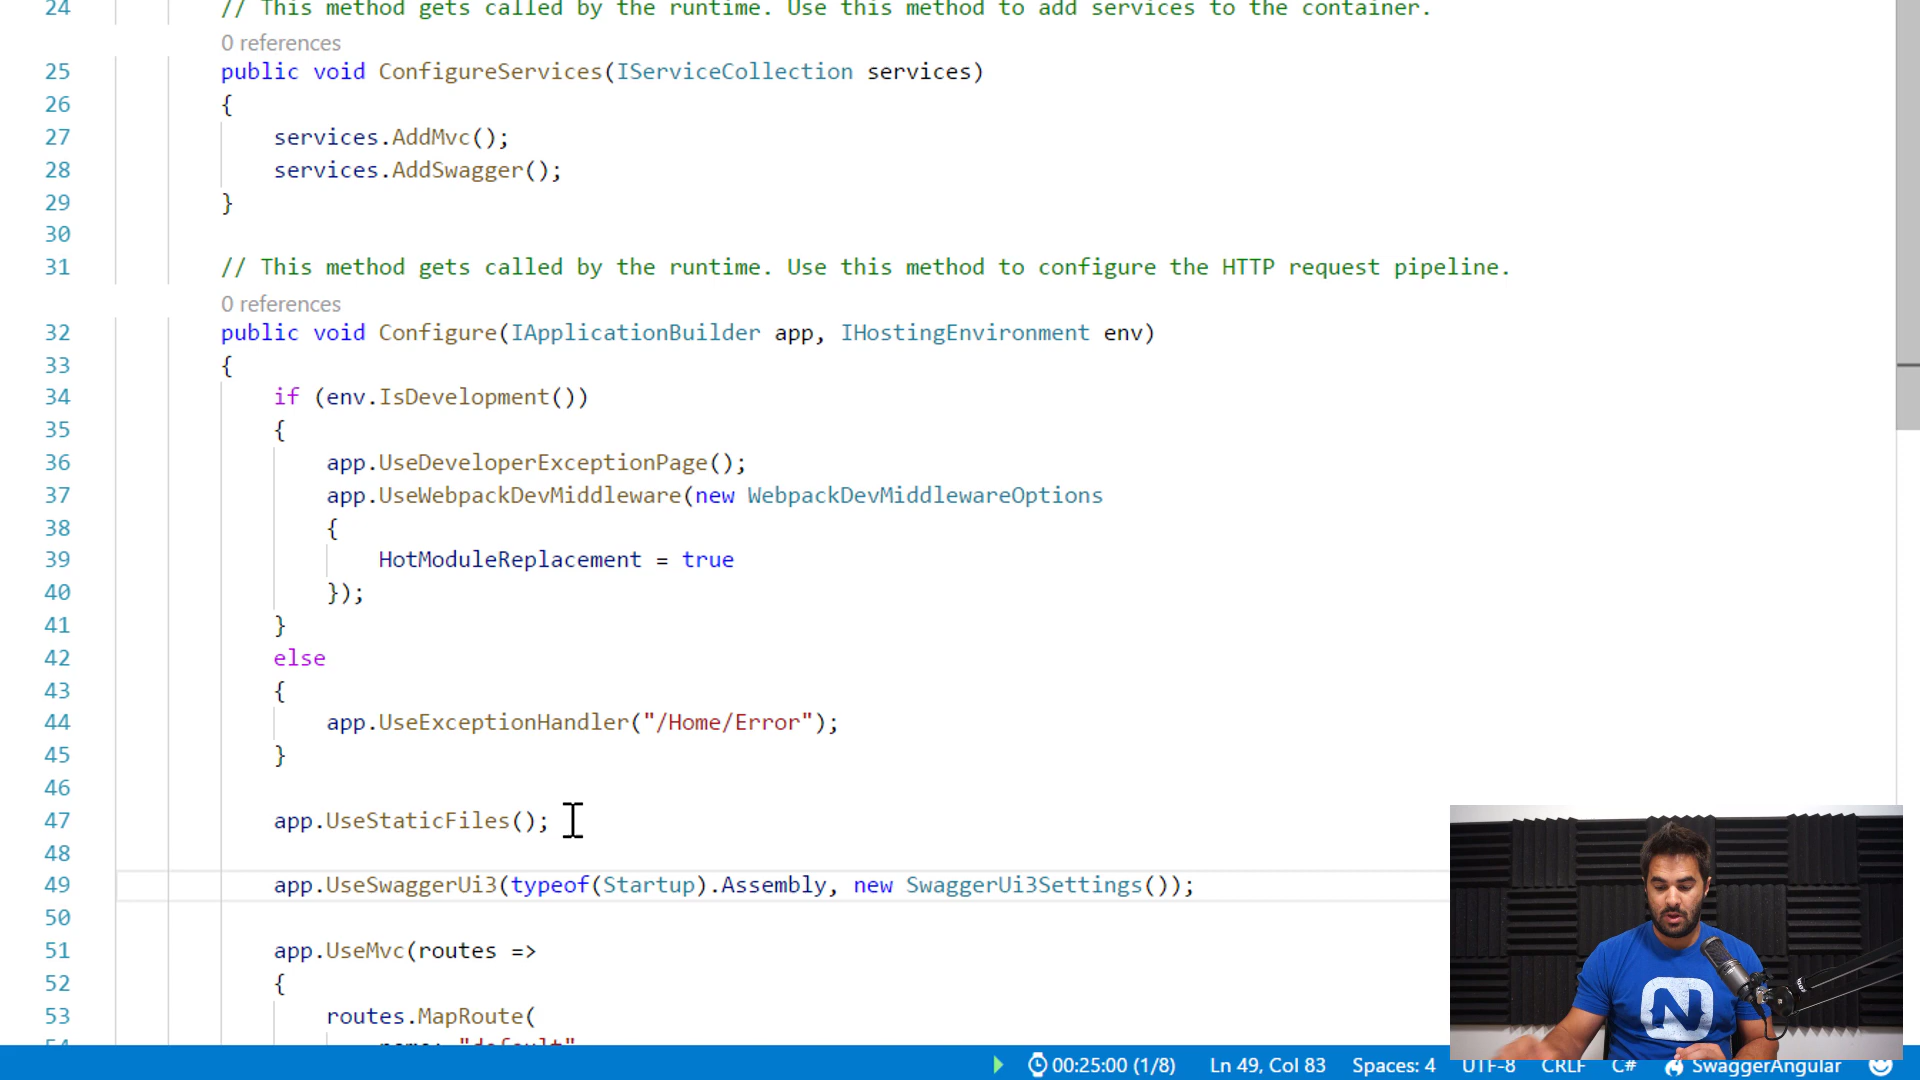 24 // This method gets called by the runtime. Use this method to add services to the container.
0 references
25 public void ConfigureServices(IServiceCollection services)
26 {
27 services.AddMvc();
28 services.AddSwagger();
29 }
30
31 // This method gets called by the runtime. Use this method to configure the HTTP request pipeline.
0 references
32 public void Configure(IApplicationBuilder app, IHostingEnvironment env)
33 {
34 if (env.IsDevelopment())
35 {
36 app.UseDeveloperExceptionPage();
37 app.UseWebpackDevMiddleware(new WebpackDevMiddlewareOptions
38 {
39 HotModuleReplacement = true
40 });
41 }
42 else
43 {
44 app.UseExceptionHandler("/Home/Error");
45 }
46
47 app.UseStaticFiles();
48
49 app.UseSwaggerUi3(typeof(Startup).Assembly, new SwaggerUi3Settings());
50
51 app.UseMvc(routes =>
52 {
53 routes.MapRoute(
54 name: "default"
N
00:25:00 (1/8) Ln 49, Col 83 Spaces: 4 UTF-8 CRLF C# SwaggerAngular